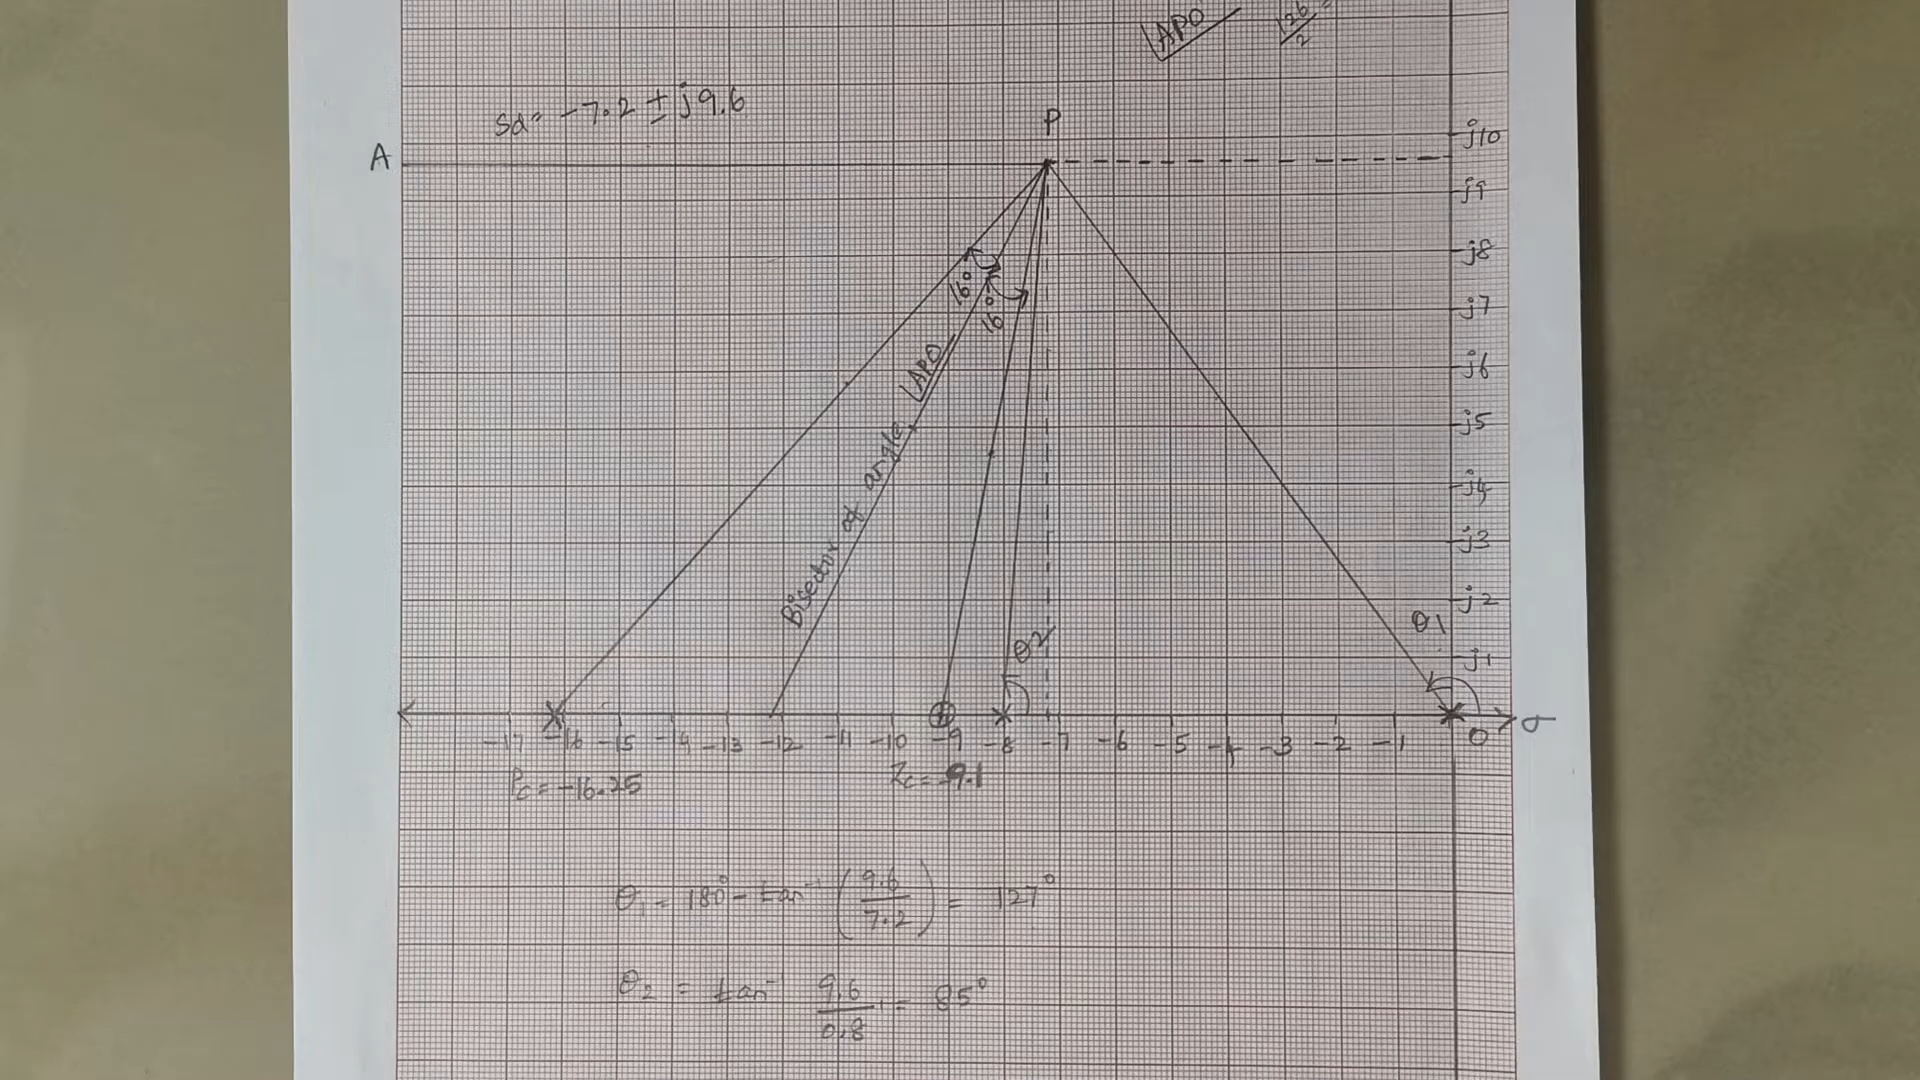 ∠APO
126/2
Sd = -7.2 ± j9.6
P
A
j10
j9
j8
j7
j6
j5
j4
j3
j2
j1
16°
16°
Bisector of angle ∠APO
θ1
θ2
-17 -16 -15 -14 -13 -12 -11 -10 -9 -8 -7 -6 -5 -4 -3 -2 -1 0 σ
Pc = -16.25
Zc = -9.1
θ1 = 180° - tan⁻¹ (9.6/7.2) = 127°
θ2 = tan⁻¹ 9.6/0.8 = 85°